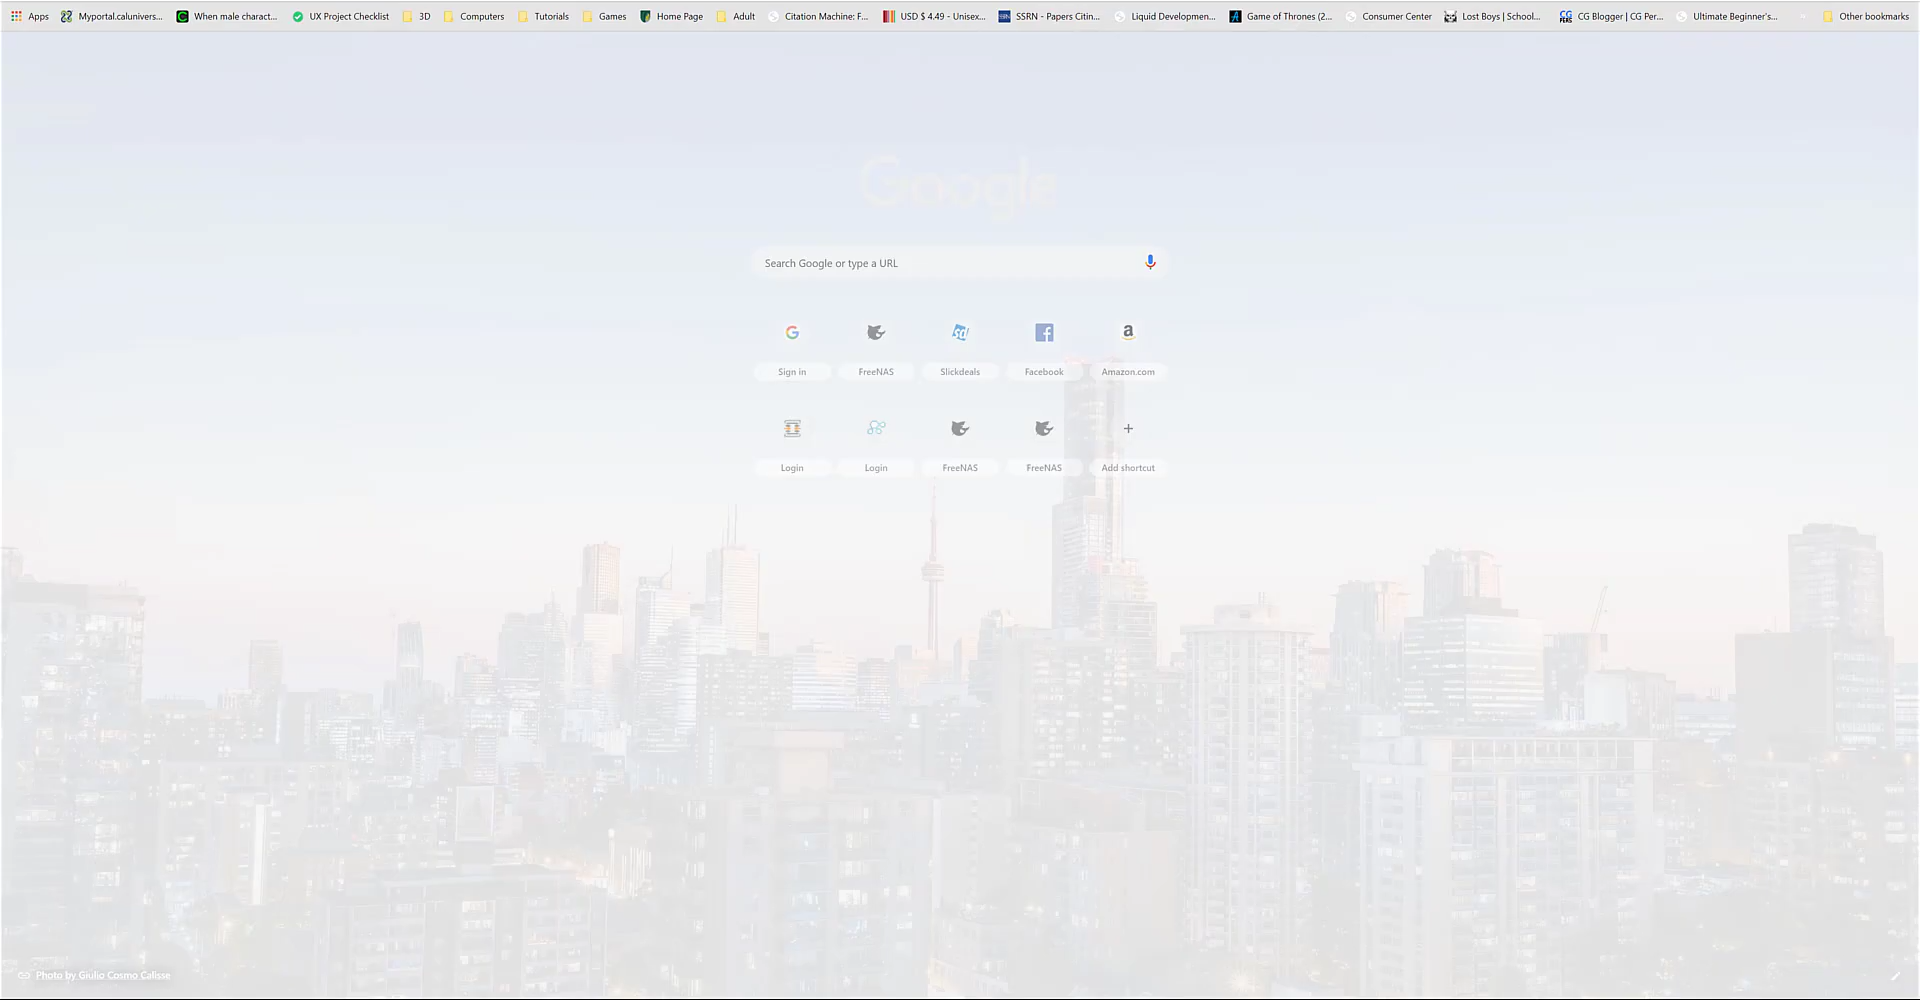 Apps Myportal.calunivers... When male charact... UX Project Checklist 3D Computers Tutorials Games Home Page Adult Citation Machine: F... USD $ 4.49 - Unisex... SSRN - Papers Citin... Liquid Developmen... Game of Thrones (2... Consumer Center Lost Boys | School... CG Blogger | CG Per... Ultimate Beginner's... Other bookmarks
Google
Search Google or type a URL
Sign in FreeNAS Slickdeals Facebook Amazon.com
Login Login FreeNAS FreeNAS Add shortcut
Photo by Giulio Cosmo Calisse